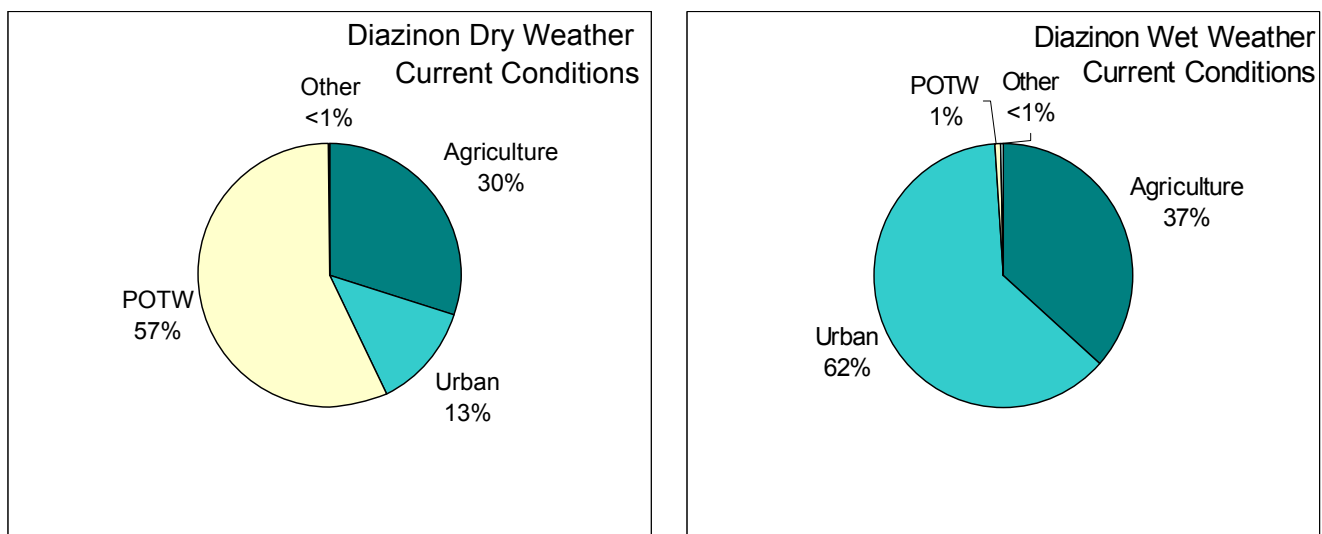 Diazinon Dry Weather
Current Conditions
Other
<1%
Agriculture
30%
POTW
57%
Urban
13%
Diazinon Wet Weather
Current Conditions
POTW
1%
Other
<1%
Agriculture
37%
Urban
62%